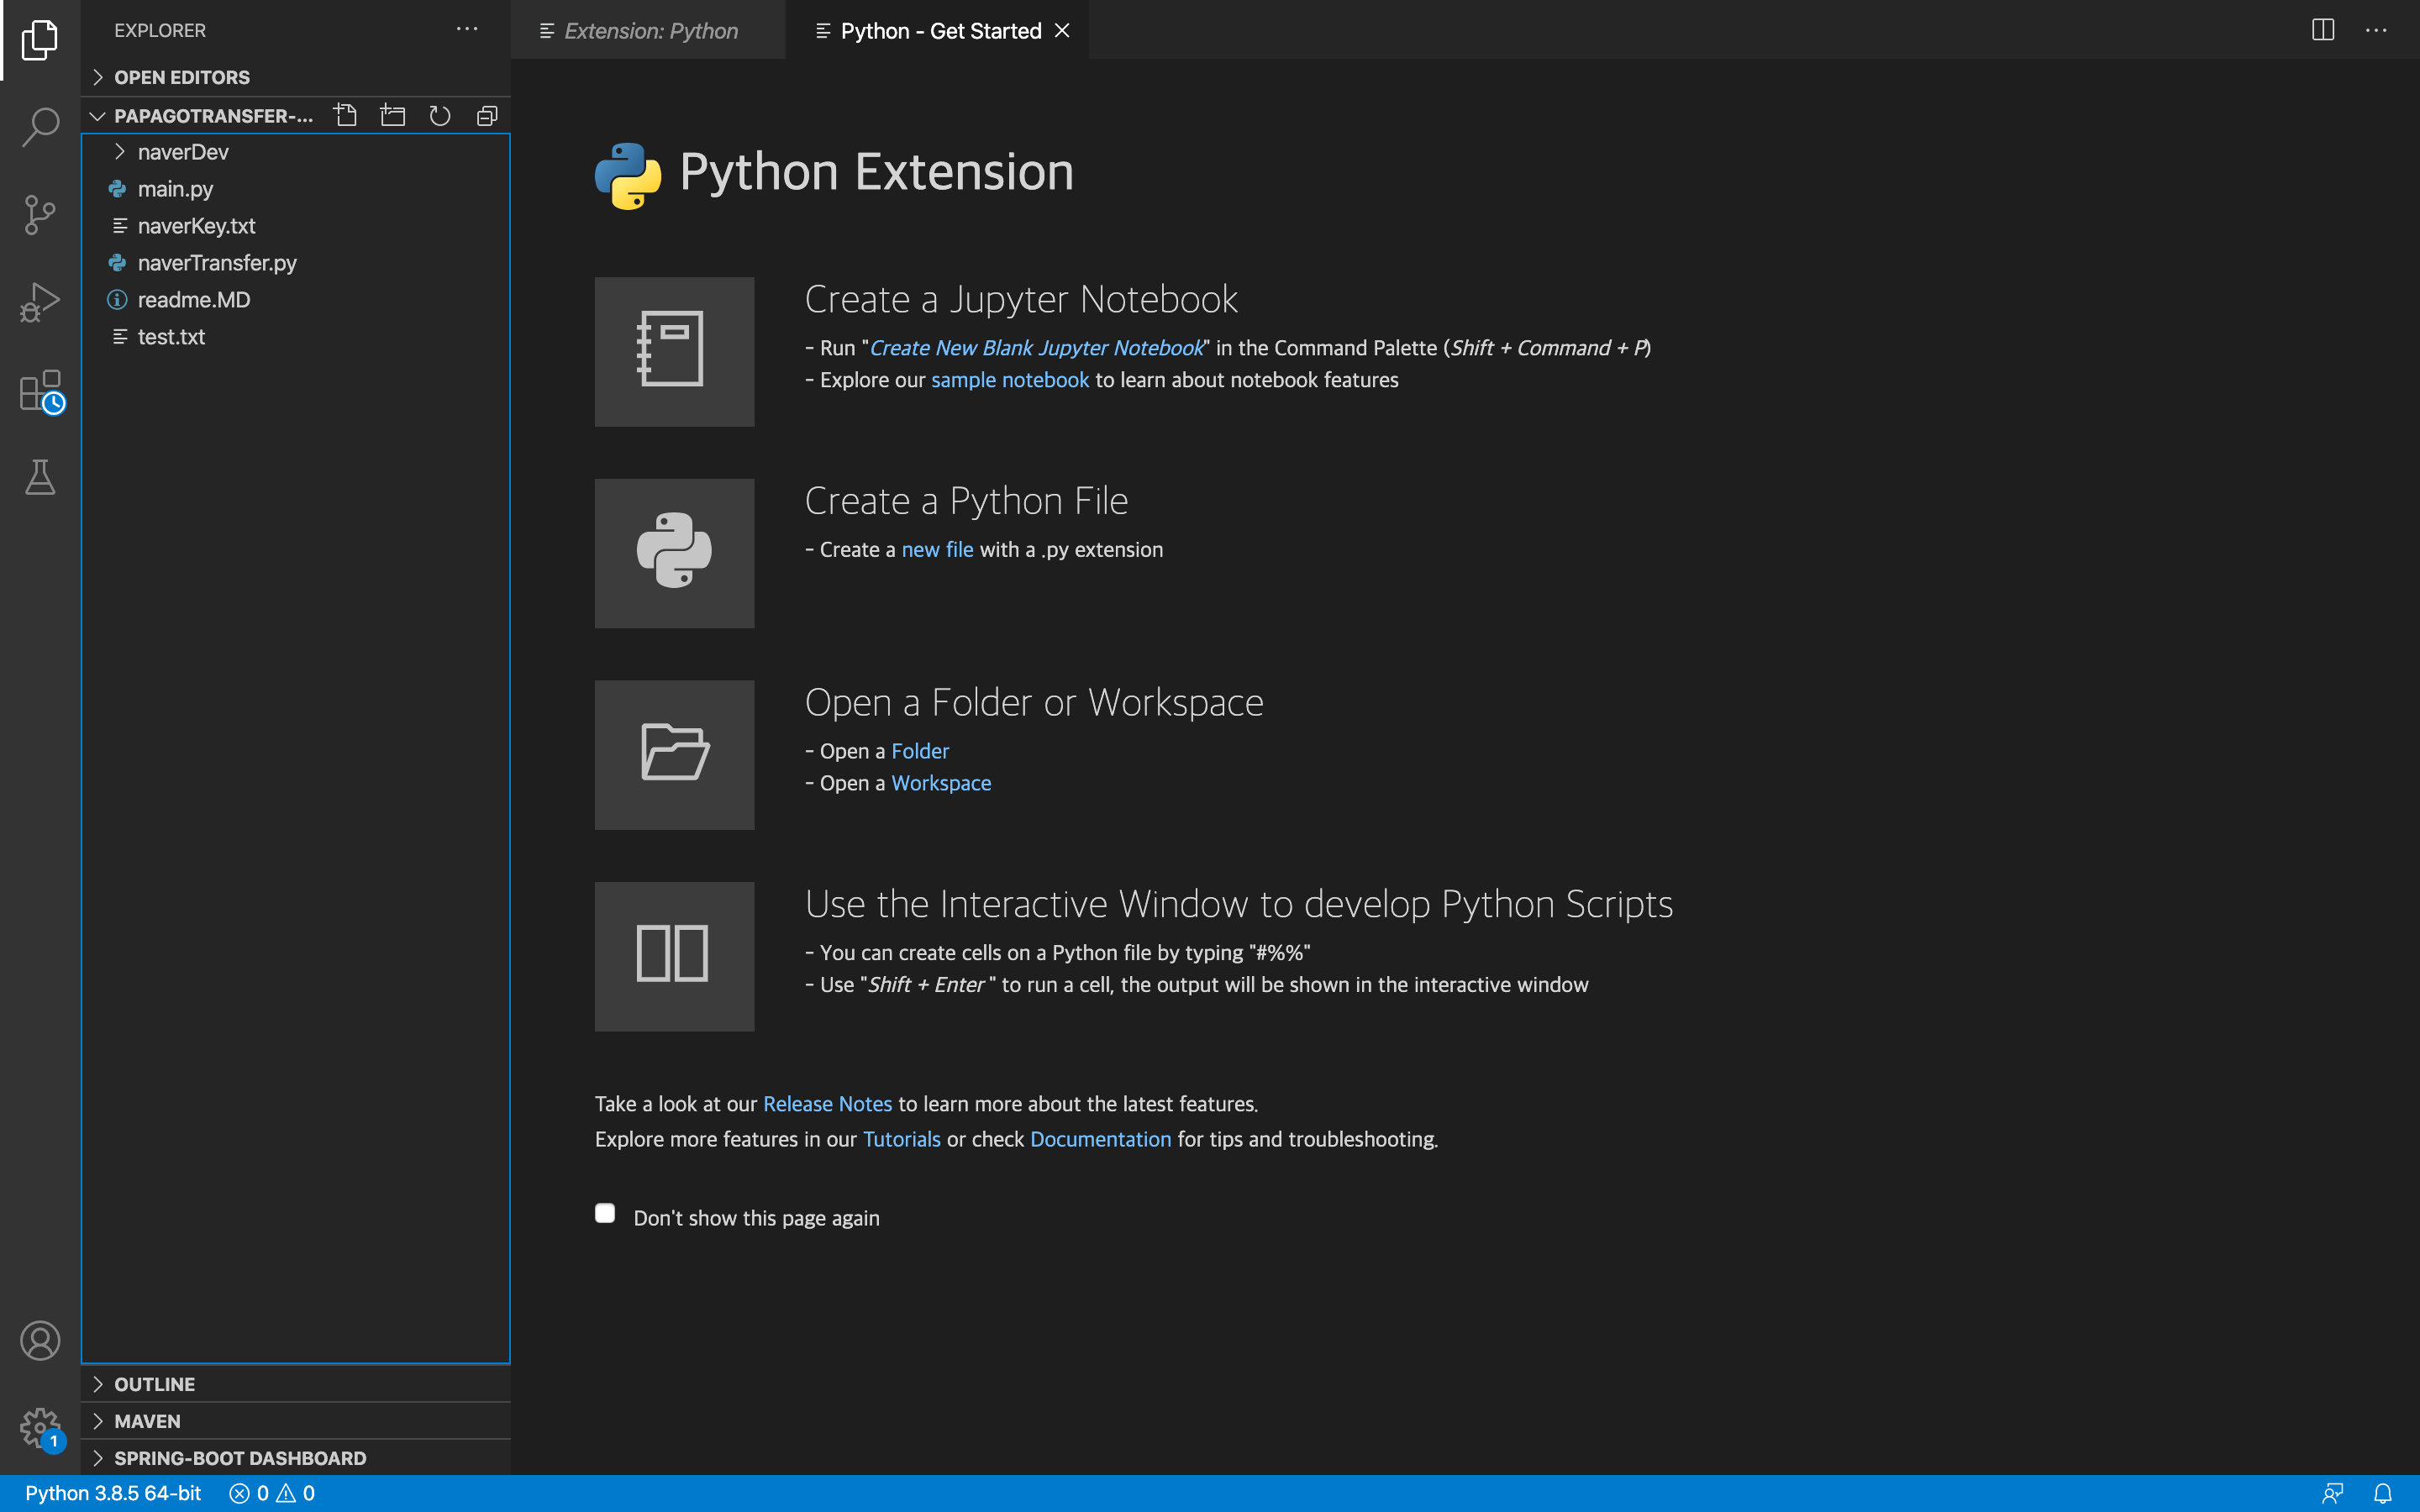 EXPLORER
OPEN EDITORS
PAPAGOTRANSFER-...
naverDev
main.py
naverKey.txt
naverTransfer.py
readme.MD
test.txt
OUTLINE
MAVEN
SPRING-BOOT DASHBOARD
Extension: Python
Python - Get Started
Python Extension
Create a Jupyter Notebook
- Run "Create New Blank Jupyter Notebook" in the Command Palette (Shift + Command + P)
- Explore our sample notebook to learn about notebook features
Create a Python File
- Create a new file with a .py extension
Open a Folder or Workspace
- Open a Folder
- Open a Workspace
Use the Interactive Window to develop Python Scripts
- You can create cells on a Python file by typing "#%%"
- Use "Shift + Enter " to run a cell, the output will be shown in the interactive window
Take a look at our Release Notes to learn more about the latest features.
Explore more features in our Tutorials or check Documentation for tips and troubleshooting.
Don't show this page again
1
Python 3.8.5 64-bit 0 0